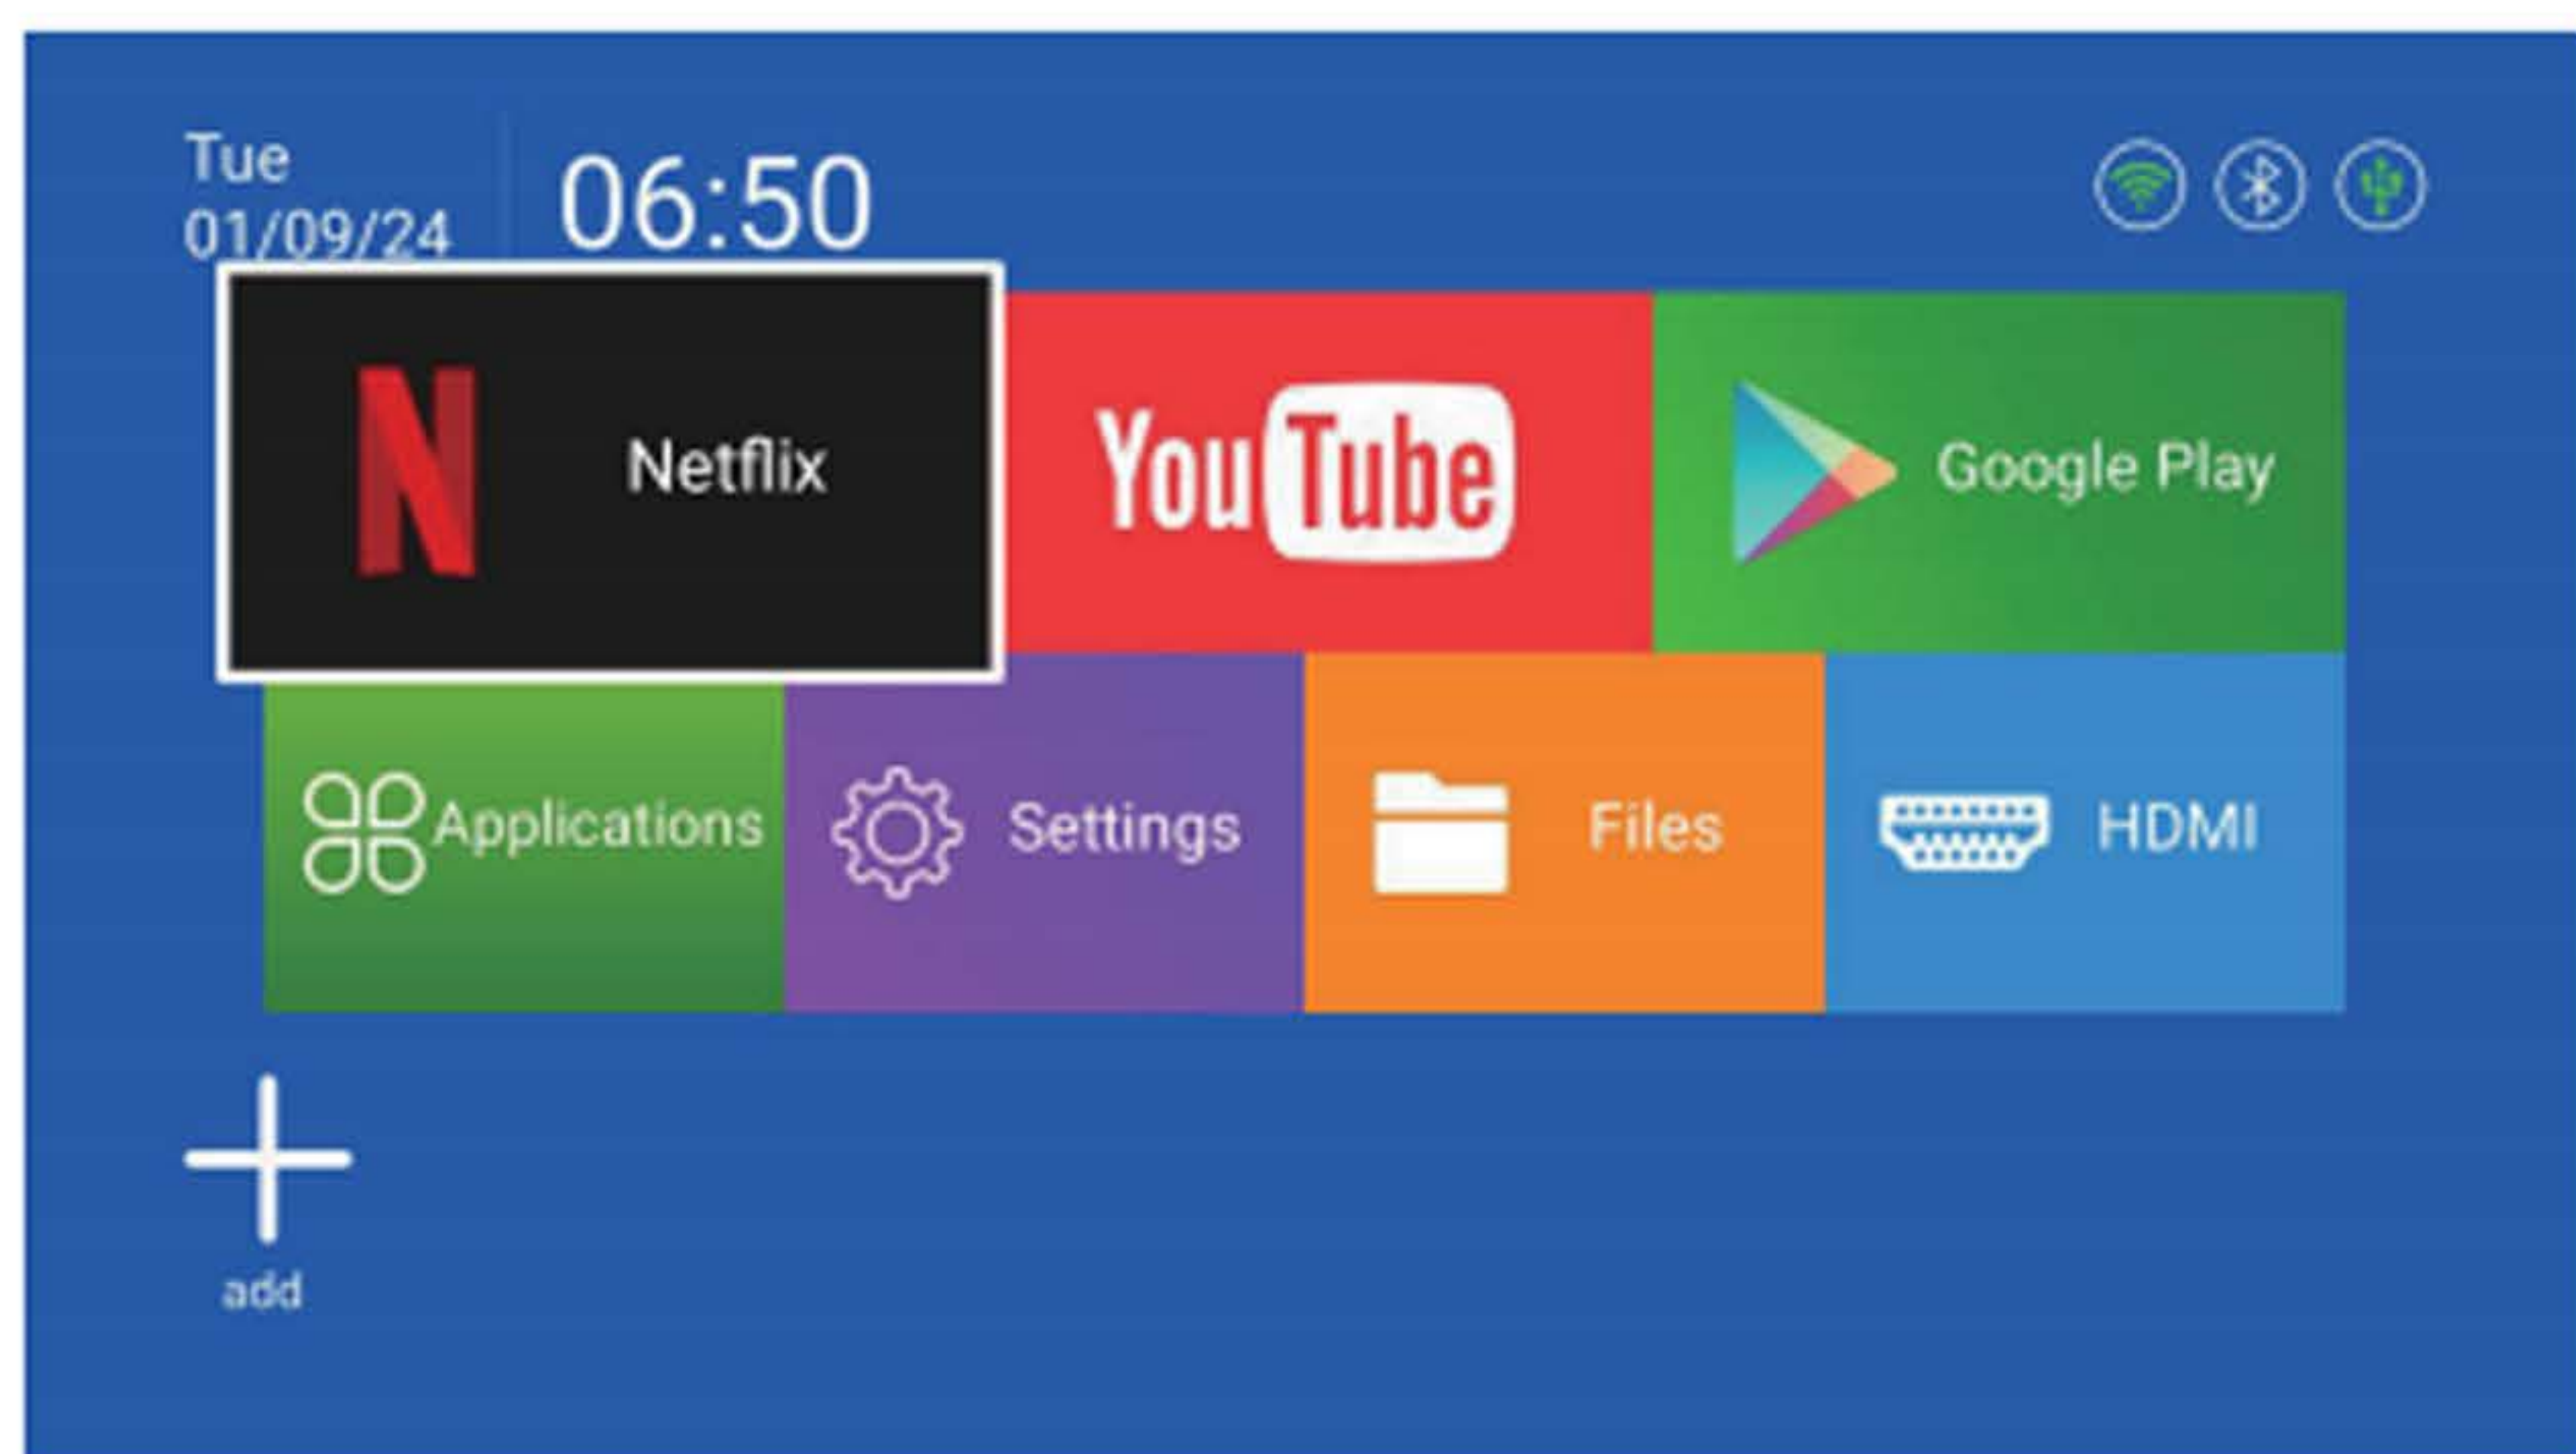 Tue
01/09/24
06:50
N Netflix
YouTube
Google Play
Applications
Settings
Files
HDMI
add